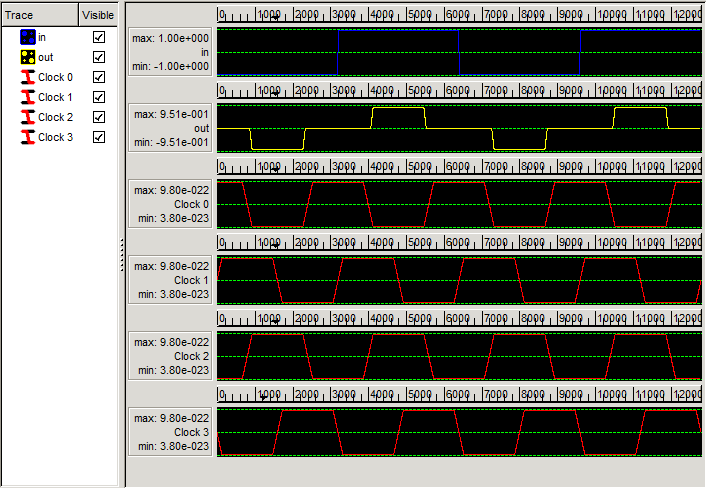 Trace Visible
in
out
Clock 0
Clock 1
Clock 2
Clock 3
0 1000 2000 3000 4000 5000 6000 7000 8000 9000 10000 11000 12000
max: 1.00e+000
in
min: -1.00e+000
0 1000 2000 3000 4000 5000 6000 7000 8000 9000 10000 11000 12000
max: 9.51e-001
out
min: -9.51e-001
0 1000 2000 3000 4000 5000 6000 7000 8000 9000 10000 11000 12000
max: 9.80e-022
Clock 0
min: 3.80e-023
0 1000 2000 3000 4000 5000 6000 7000 8000 9000 10000 11000 12000
max: 9.80e-022
Clock 1
min: 3.80e-023
0 1000 2000 3000 4000 5000 6000 7000 8000 9000 10000 11000 12000
max: 9.80e-022
Clock 2
min: 3.80e-023
0 1000 2000 3000 4000 5000 6000 7000 8000 9000 10000 11000 12000
max: 9.80e-022
Clock 3
min: 3.80e-023